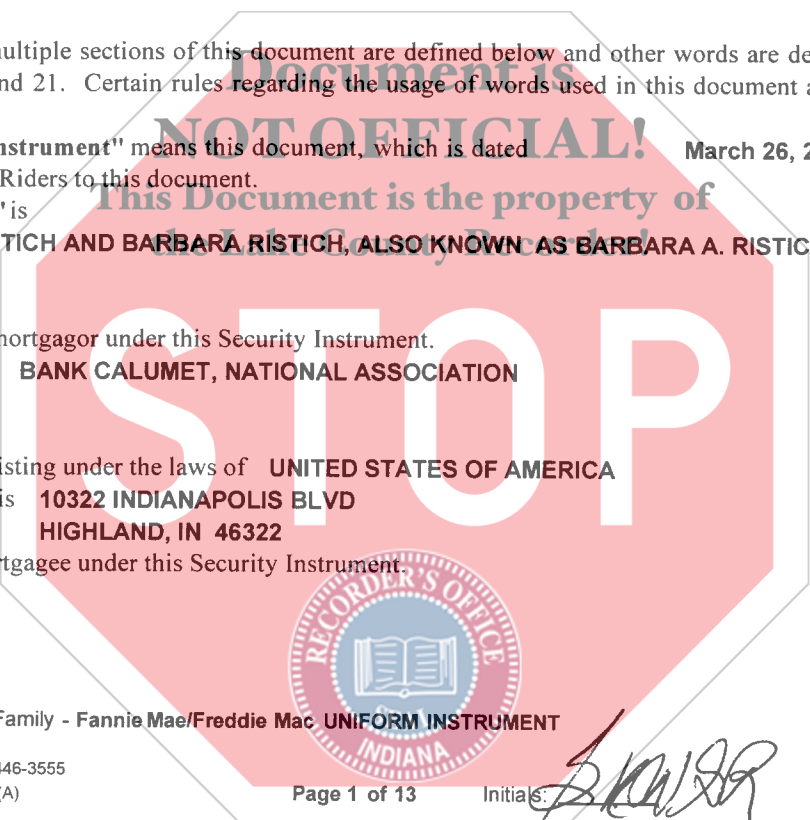 multiple sections of this document are defined below and other words are de
nd 21. Certain rules regarding the usage of words used in this document a
Document is
NOT OFFICIAL!
This Document is the property of
the Lake County Recorder!
nstrument" means this document, which is dated March 26, 2
Riders to this document.
" is
TICH AND BARBARA RISTICH, ALSO KNOWN AS BARBARA A. RISTIC
mortgagor under this Security Instrument.
BANK CALUMET, NATIONAL ASSOCIATION
STOP
isting under the laws of UNITED STATES OF AMERICA
is 10322 INDIANAPOLIS BLVD
HIGHLAND, IN 46322
rtgagee under this Security Instrument.
RECORDER'S OFFICE
INDIANA
Family - Fannie Mae/Freddie Mac UNIFORM INSTRUMENT
46-3555
(A)
Page 1 of 13 Initials: